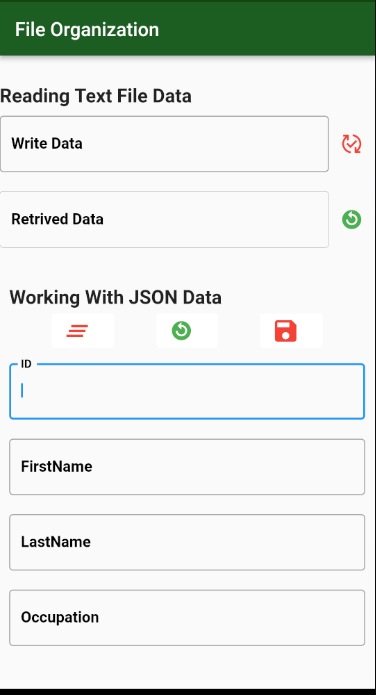 File Organization
Reading Text File Data
Write Data
Retrived Data
Working With JSON Data
ID
FirstName
LastName
Occupation